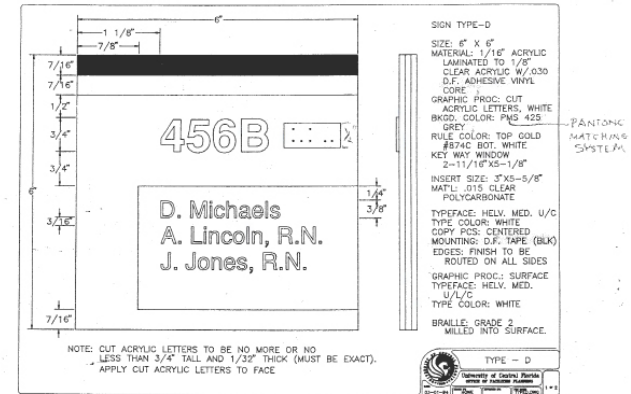 6"
1 1/8"
7/8"
7/16"
7/16"
1/2"
3/4"
3/4"
3/16"
7/16"
6"
456B
1/2"
1/4"
3/8"
D. Michaels
A. Lincoln, R.N.
J. Jones, R.N.
NOTE: CUT ACRYLIC LETTERS TO BE NO MORE OR NO
LESS THAN 3/4" TALL AND 1/32" THICK (MUST BE EXACT).
APPLY CUT ACRYLIC LETTERS TO FACE
SIGN TYPE-D
SIZE: 6" X 6"
MATERIAL: 1/16" ACRYLIC
LAMINATED TO 1/8"
CLEAR ACRYLIC W/.030
D.F. ADHESIVE VINYL
CORE
GRAPHIC PROC: CUT
ACRYLIC LETTERS, WHITE
BKGD. COLOR: PMS 425
GREY
RULE COLOR: TOP GOLD
#874C BOT. WHITE
KEY WAY WINDOW
2-11/16"X5-1/8"
INSERT SIZE: 3"X5-5/8"
MAT'L: .015 CLEAR
POLYCARBONATE
TYPEFACE: HELV. MED. U/C
TYPE COLOR: WHITE
COPY POS: CENTERED
MOUNTING: D.F. TAPE (BLK)
EDGES: FINISH TO BE
ROUTED ON ALL SIDES
GRAPHIC PROC.: SURFACE
TYPEFACE: HELV. MED.
U/L/C
TYPE COLOR: WHITE
BRAILLE: GRADE 2
MILLED INTO SURFACE.
PANTONE
MATCHING
SYSTEM
TYPE - D
University of Central Florida
OFFICE OF FACILITIES PLANNING